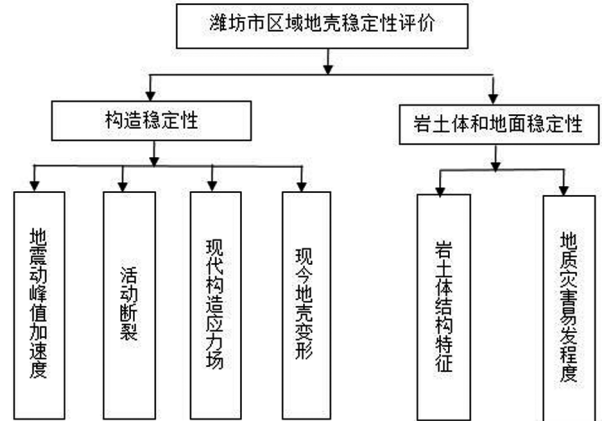 潍坊市区域地壳稳定性评价
构造稳定性
岩土体和地面稳定性
地震动峰值加速度
活动断裂
现代构造应力场
现今地壳变形
岩土体结构特征
地质灾害易发程度